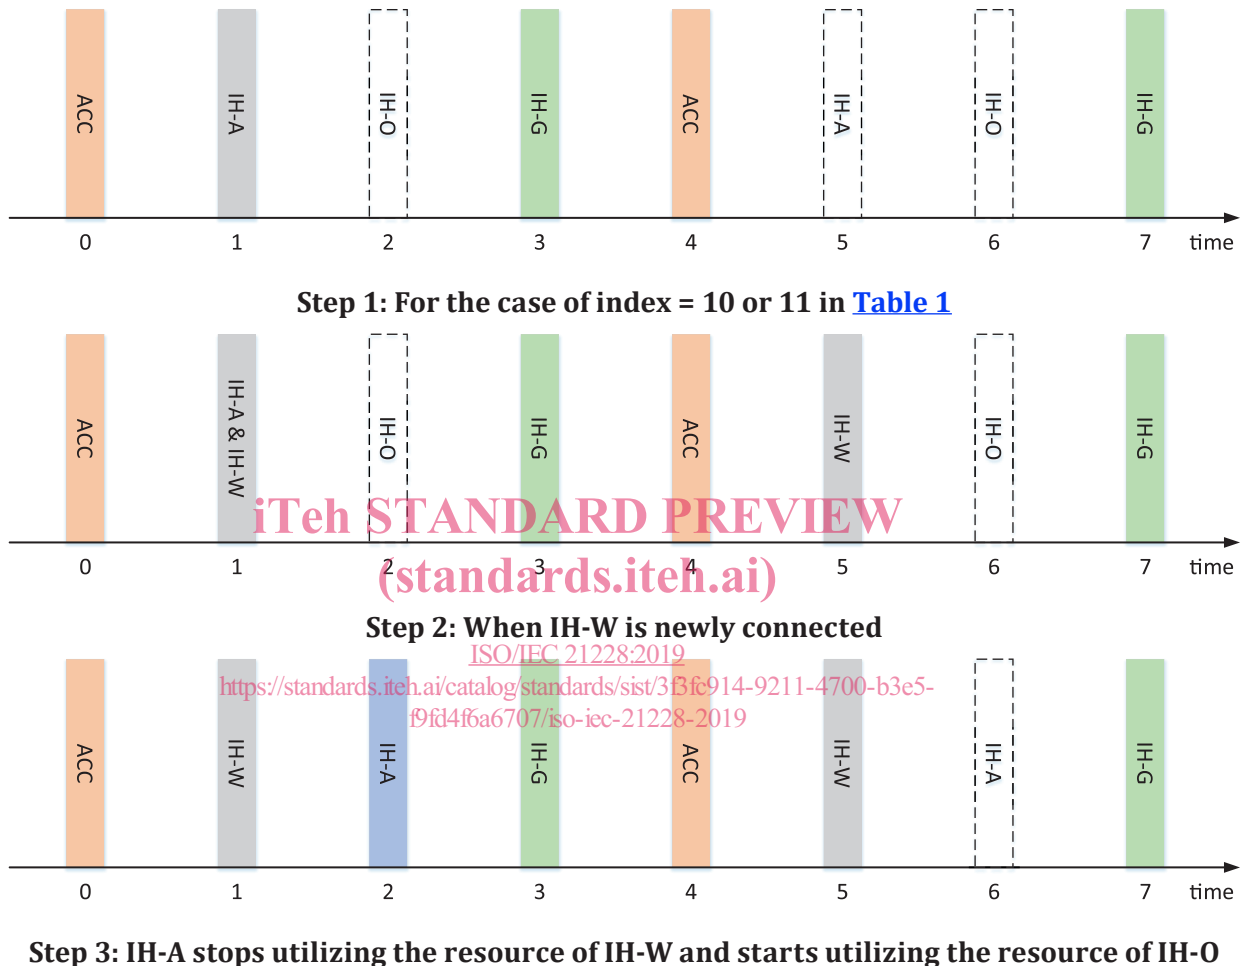 ACC IH-A IH-O IH-G ACC IH-A IH-O IH-G
0 1 2 3 4 5 6 7 time
Step 1: For the case of index = 10 or 11 in Table 1
ACC IH-A & IH-W IH-O IH-G ACC IH-W IH-O IH-G
iTeh STANDARD PREVIEW
0 1 2 3 4 5 6 7 time
(standards.iteh.ai)
Step 2: When IH-W is newly connected
ISO/IEC 21228:2019
https://standards.iteh.ai/catalog/standards/sist/3f3fc914-9211-4700-b3e5-
f9fd4f6a6707/iso-iec-21228-2019
ACC IH-W IH-A IH-G ACC IH-W IH-A IH-G
0 1 2 3 4 5 6 7 time
Step 3: IH-A stops utilizing the resource of IH-W and starts utilizing the resource of IH-O